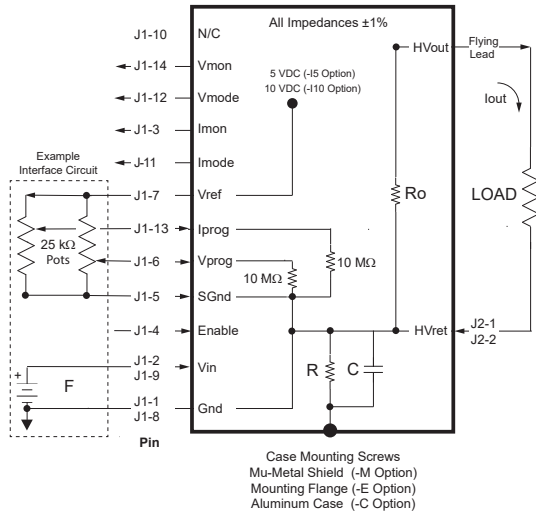 All Impedances ±1%
J1-10 N/C
HVout
Flying
Lead
J1-14 Vmon
5 VDC (-I5 Option)
10 VDC (-I10 Option)
J1-12 Vmode
Iout
J1-3 Imon
Example
Interface Circuit
J-11 Imode
J1-7 Vref
Ro
LOAD
J1-13 Iprog
25 kΩ
Pots
J1-6 Vprog
10 MΩ
10 MΩ
J1-5 SGnd
J1-4 Enable
HVret
J2-1
J2-2
J1-2
J1-9
Vin
R
C
+
F
J1-1
J1-8
Gnd
Pin
Case Mounting Screws
Mu-Metal Shield (-M Option)
Mounting Flange (-E Option)
Aluminum Case (-C Option)